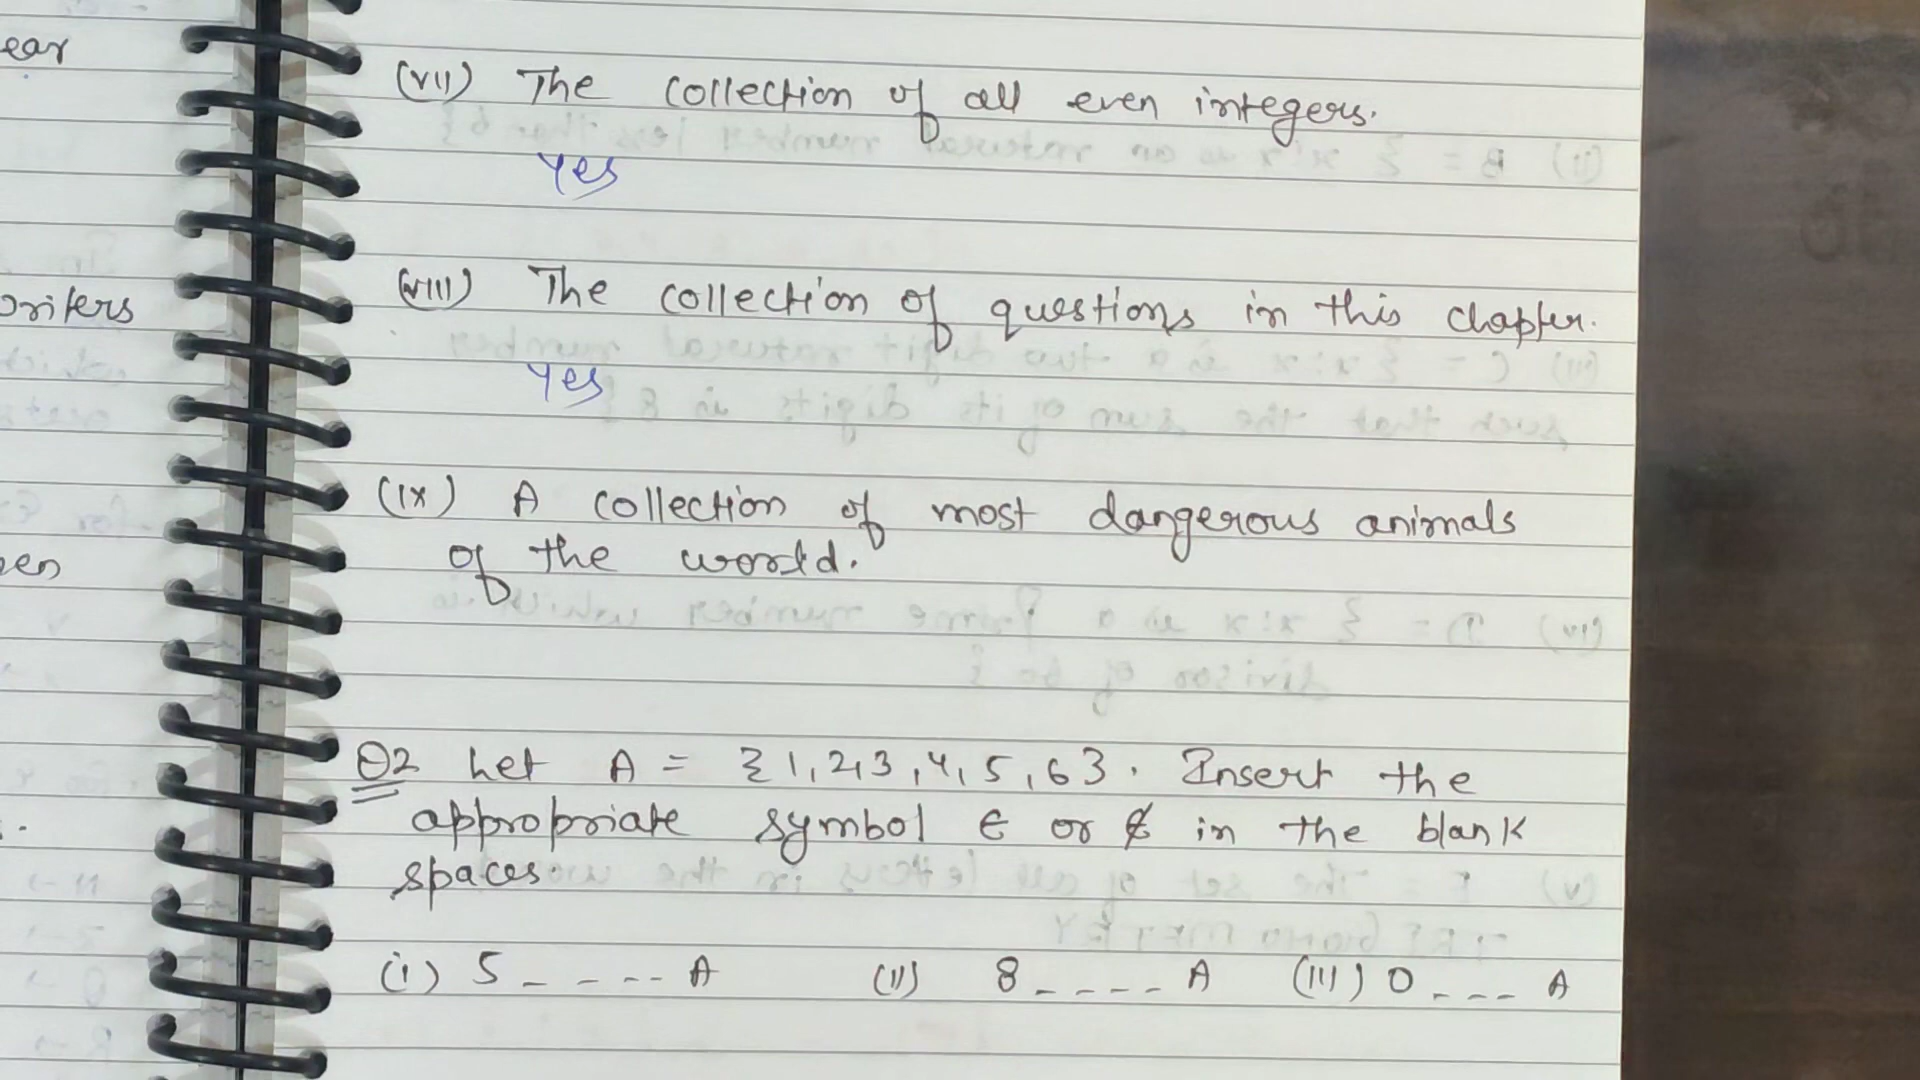 ear
(vii) The collection of all even integers.
Yes
(viii) The collection of questions in this chapter.
Yes
(ix) A collection of most dangerous animals
of the world.
Q2 Let A = {1,2,3,4,5,6}. Insert the
appropriate symbol ∈ or ∉ in the blank
spaces.
(i) 5 _ _ _ _ A (ii) 8 _ _ _ _ A (iii) 0 _ _ _ A